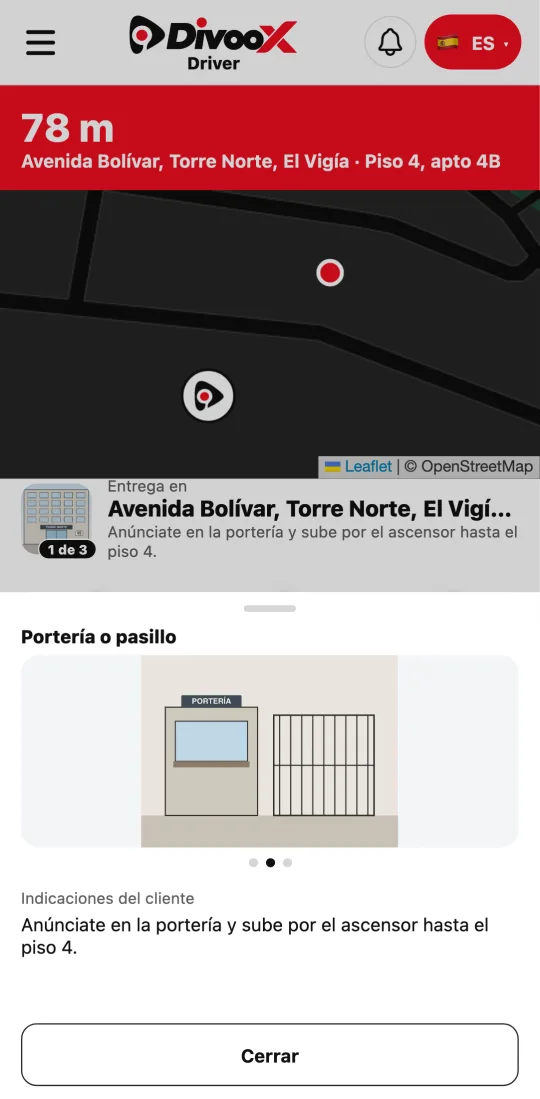 DivooX
Driver
ES
78 m
Avenida Bolívar, Torre Norte, El Vigía · Piso 4, apto 4B
Leaflet | © OpenStreetMap
Entrega en
Avenida Bolívar, Torre Norte, El Vigí...
Anúnciate en la portería y sube por el ascensor hasta el
piso 4.
1 de 3
Portería o pasillo
PORTERÍA
Indicaciones del cliente
Anúnciate en la portería y sube por el ascensor hasta el
piso 4.
Cerrar